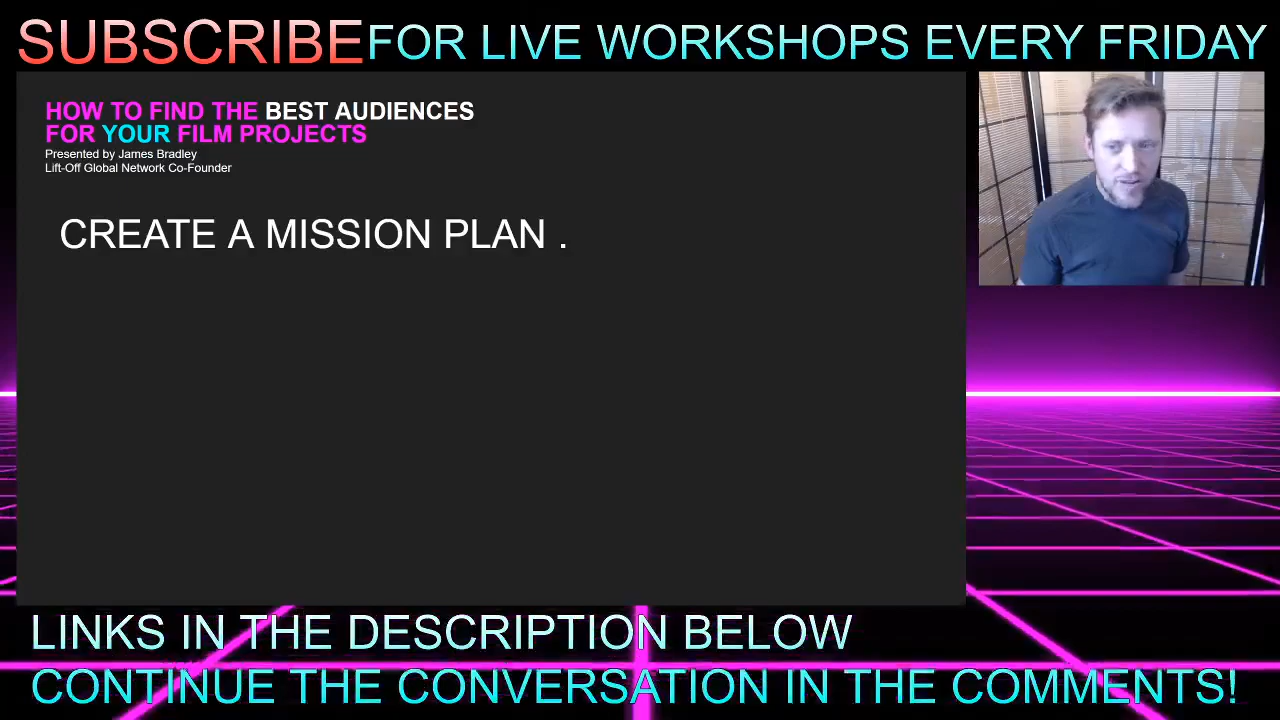 SUBSCRIBE FOR LIVE WORKSHOPS EVERY FRIDAY
HOW TO FIND THE BEST AUDIENCES
FOR YOUR FILM PROJECTS
Presented by James Bradley
Lift-Off Global Network Co-Founder
CREATE A MISSION PLAN .
LINKS IN THE DESCRIPTION BELOW
CONTINUE THE CONVERSATION IN THE COMMENTS!